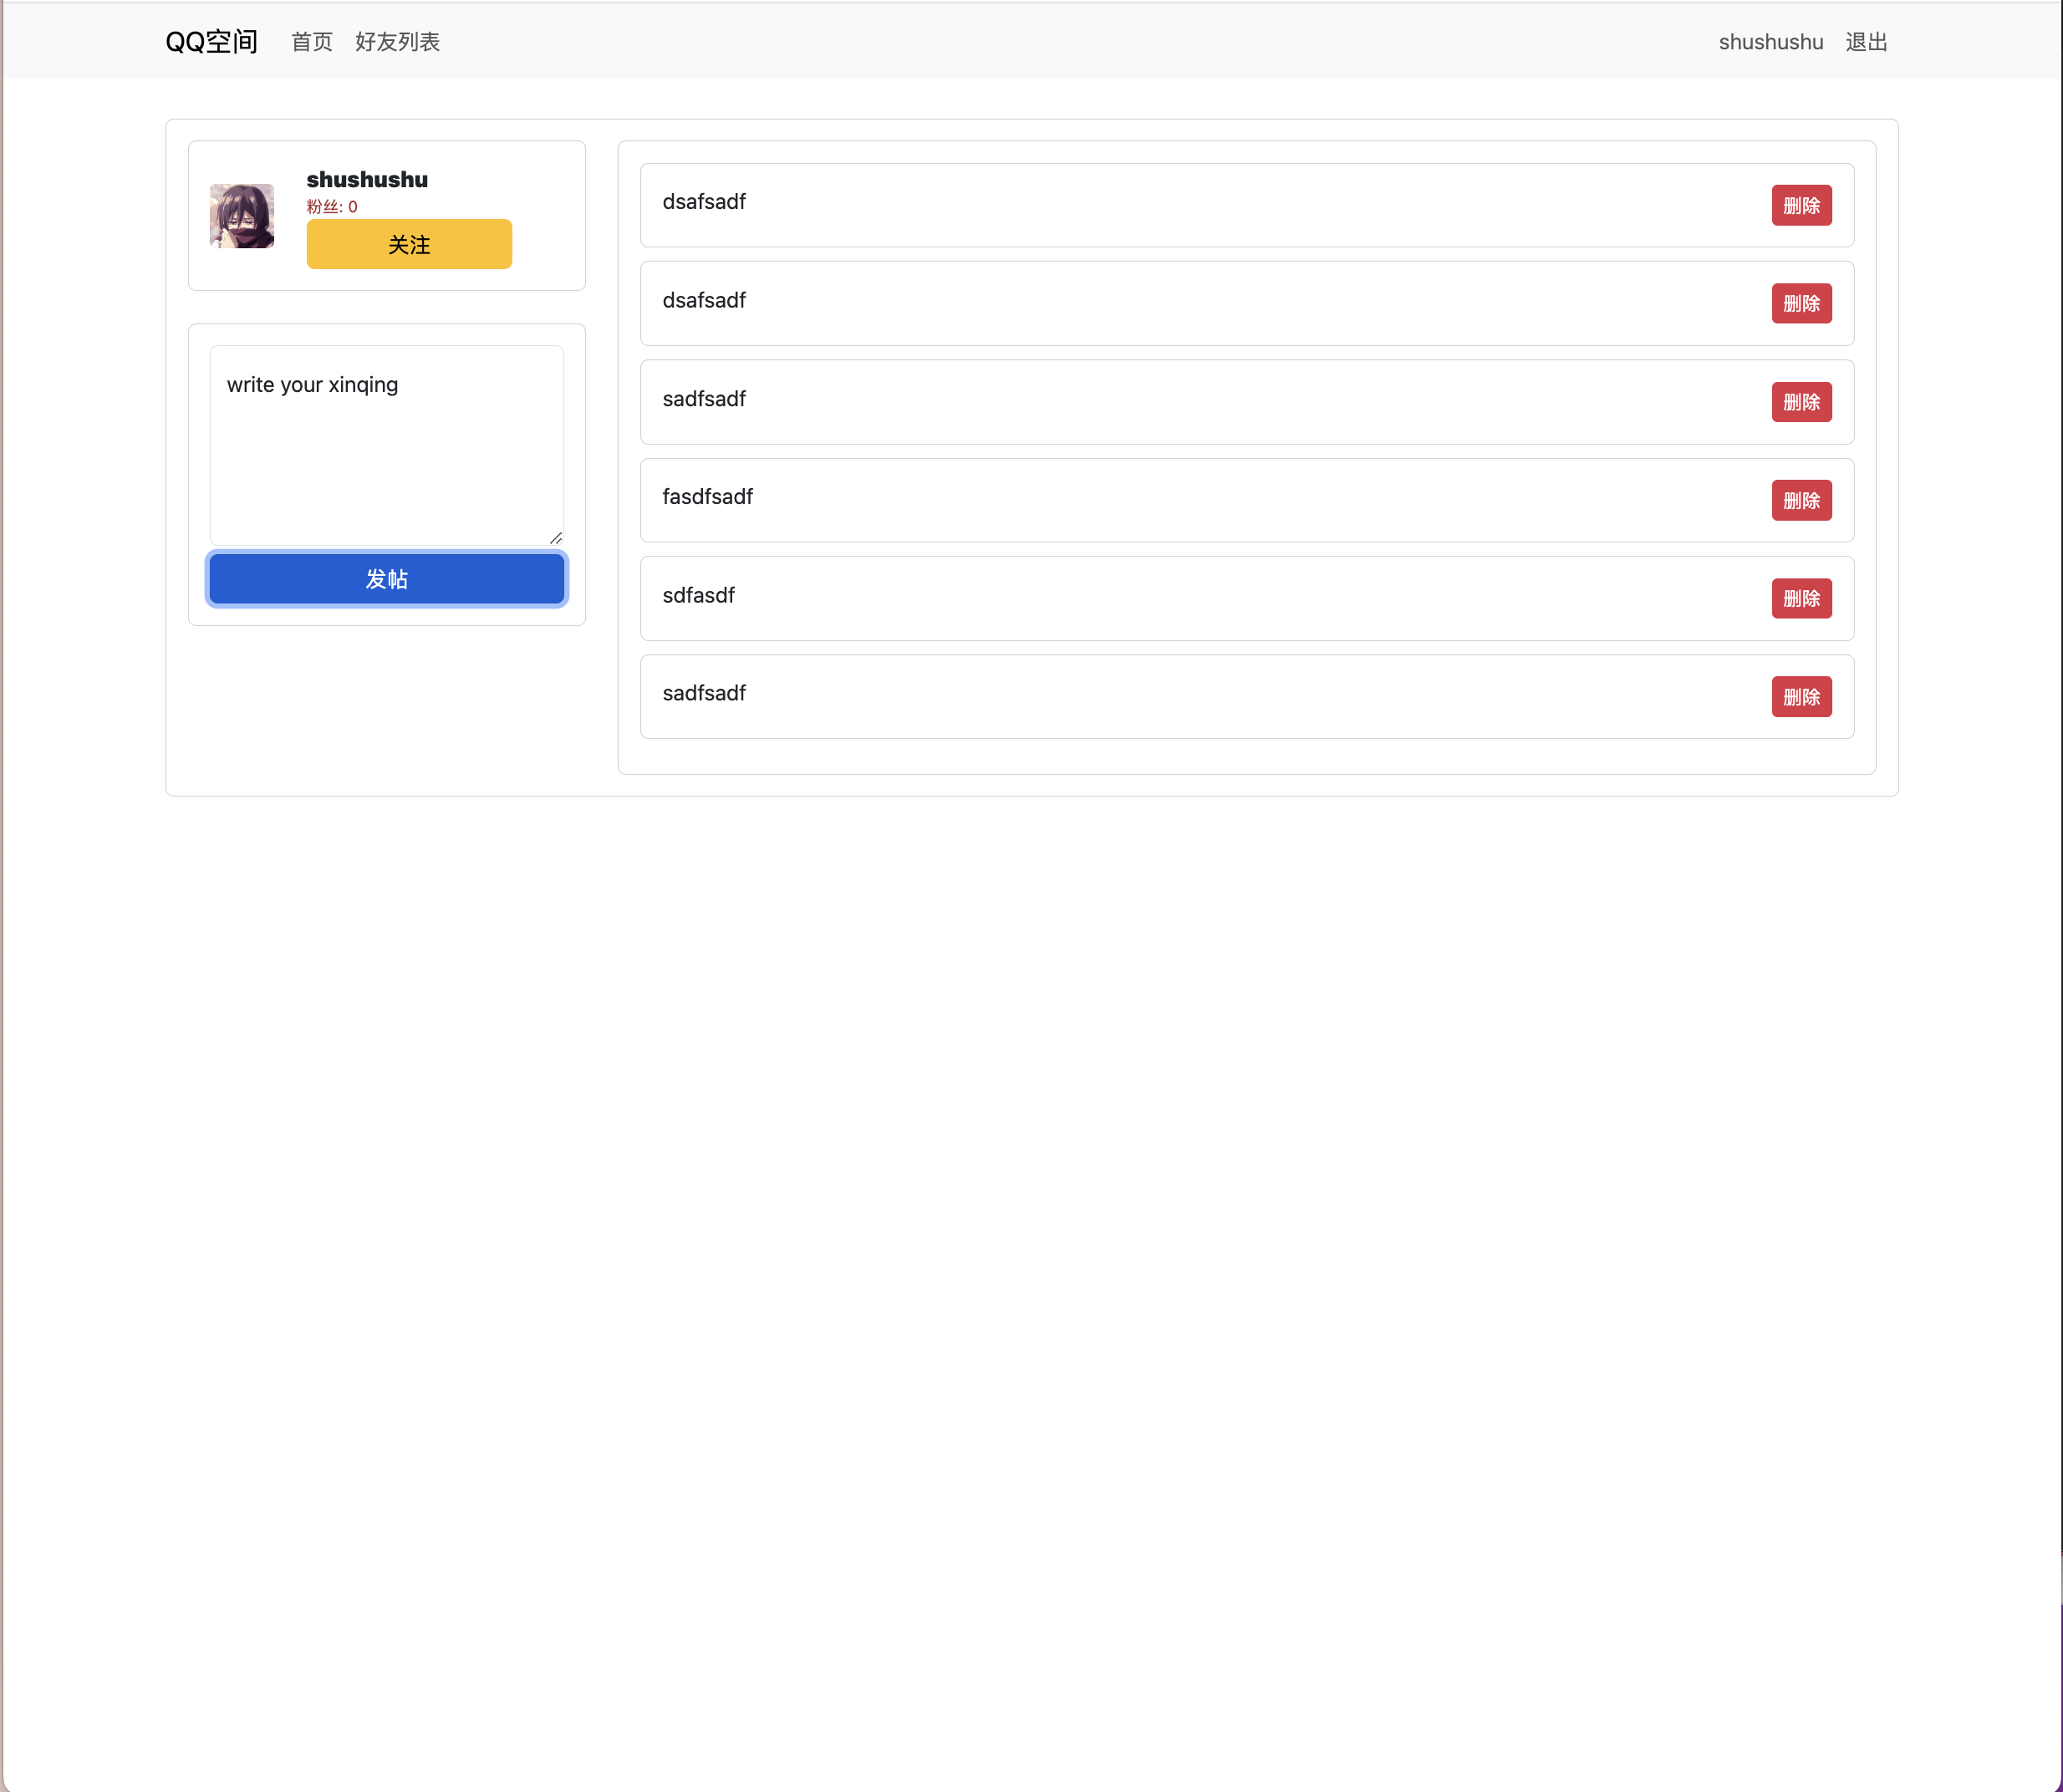 QQ空间 首页 好友列表 shushushu 退出
shushushu
粉丝: 0
关注
write your xinqing
发帖
dsafsadf 删除
dsafsadf 删除
sadfsadf 删除
fasdfsadf 删除
sdfasdf 删除
sadfsadf 删除